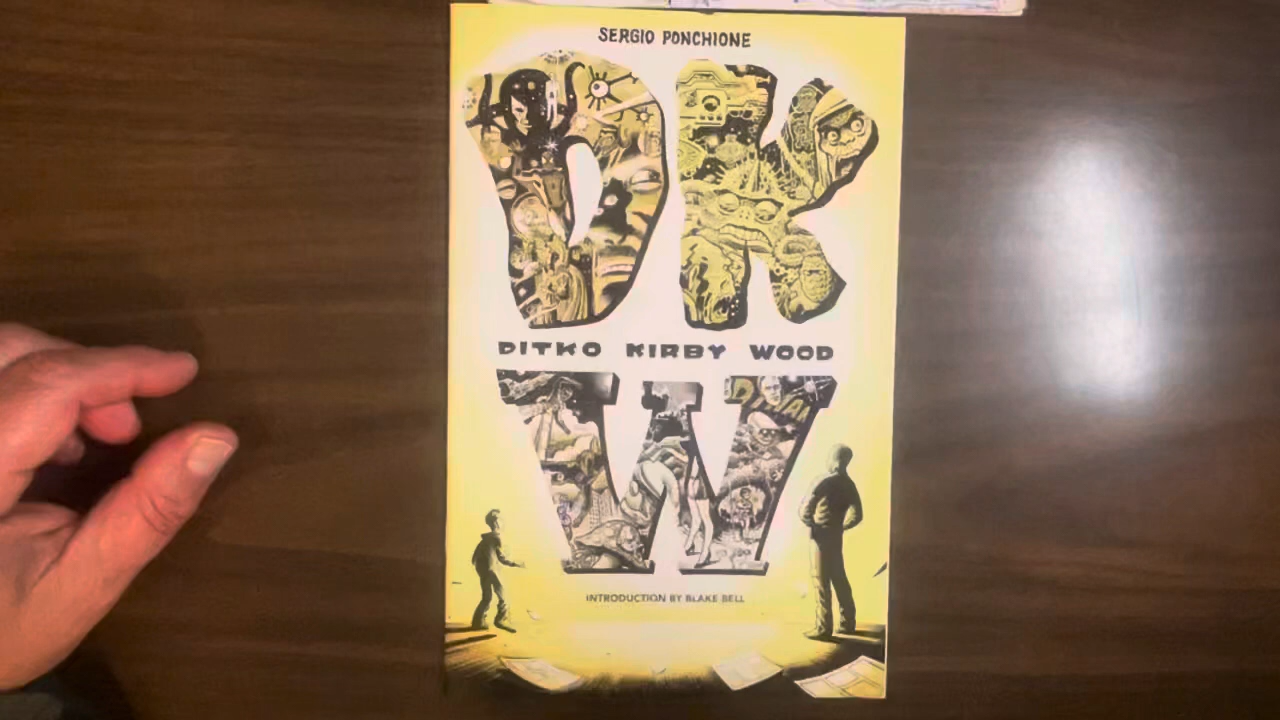 SERGIO PONCHIONE
DK
DITKO KIRBY WOOD
W
INTRODUCTION BY BLAKE BELL